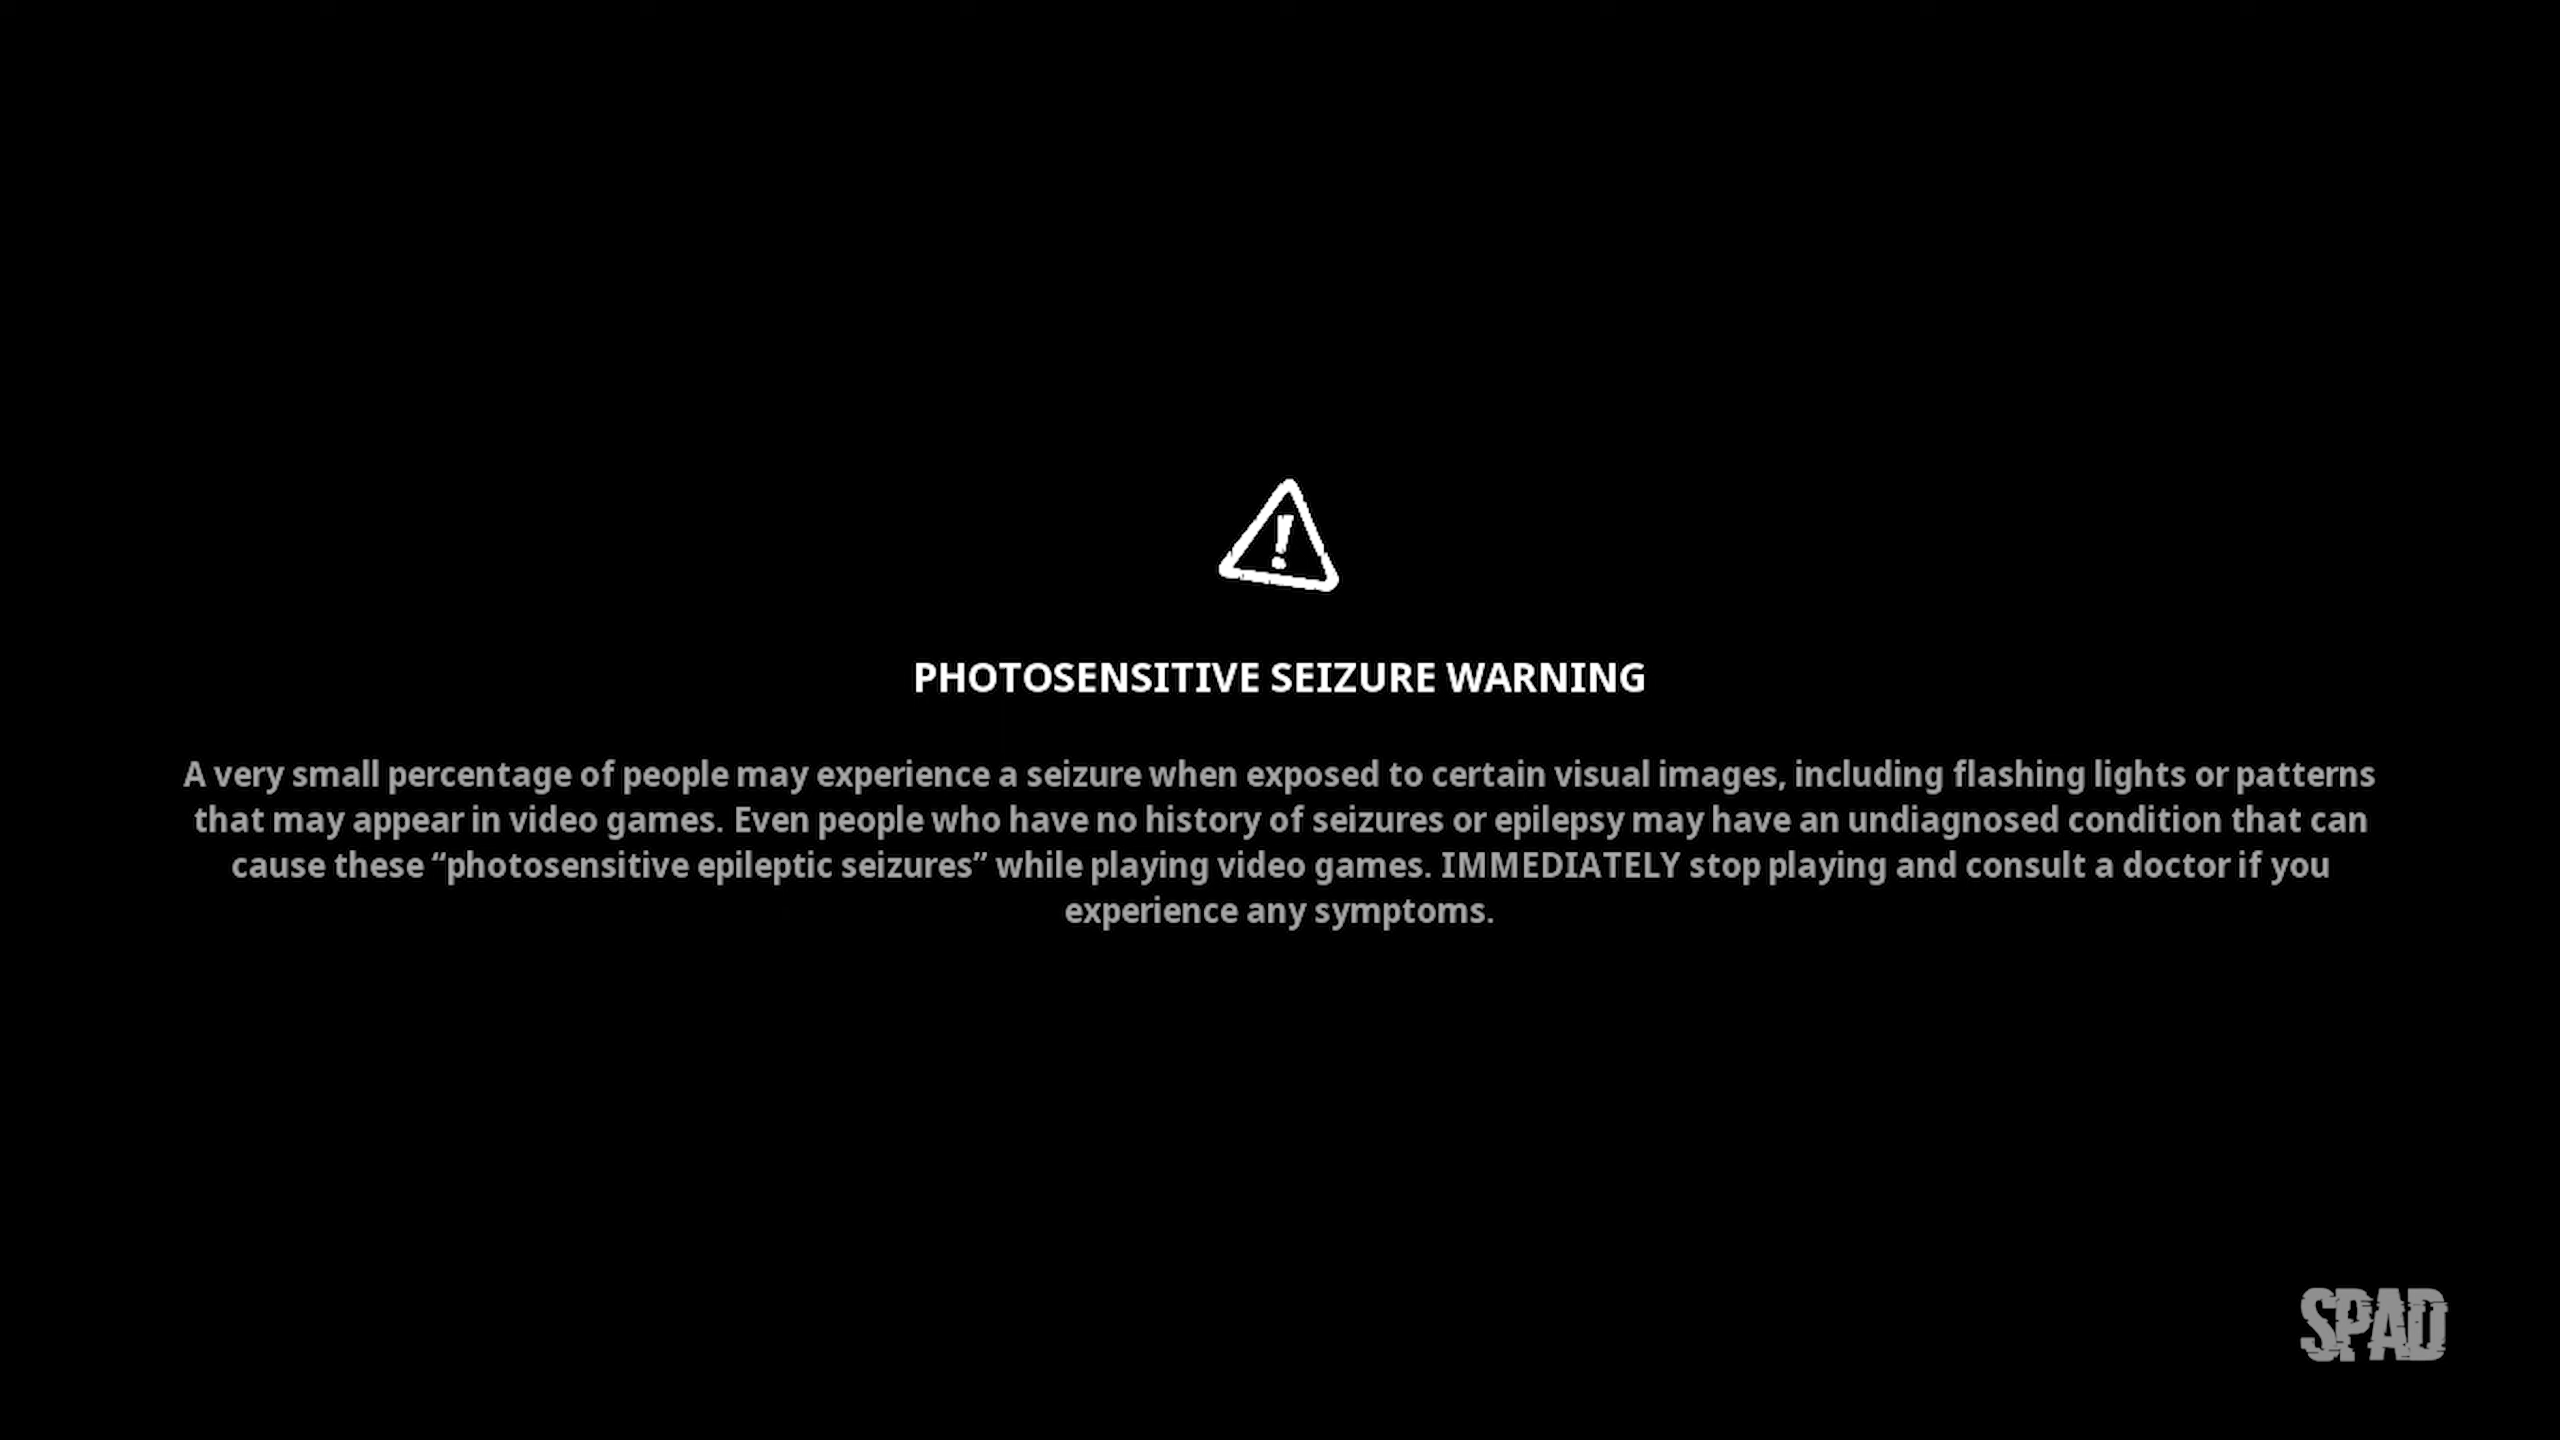 PHOTOSENSITIVE SEIZURE WARNING
A very small percentage of people may experience a seizure when exposed to certain visual images, including flashing lights or patterns
that may appear in video games. Even people who have no history of seizures or epilepsy may have an undiagnosed condition that can
cause these “photosensitive epileptic seizures” while playing video games. IMMEDIATELY stop playing and consult a doctor if you
experience any symptoms.
SPAD